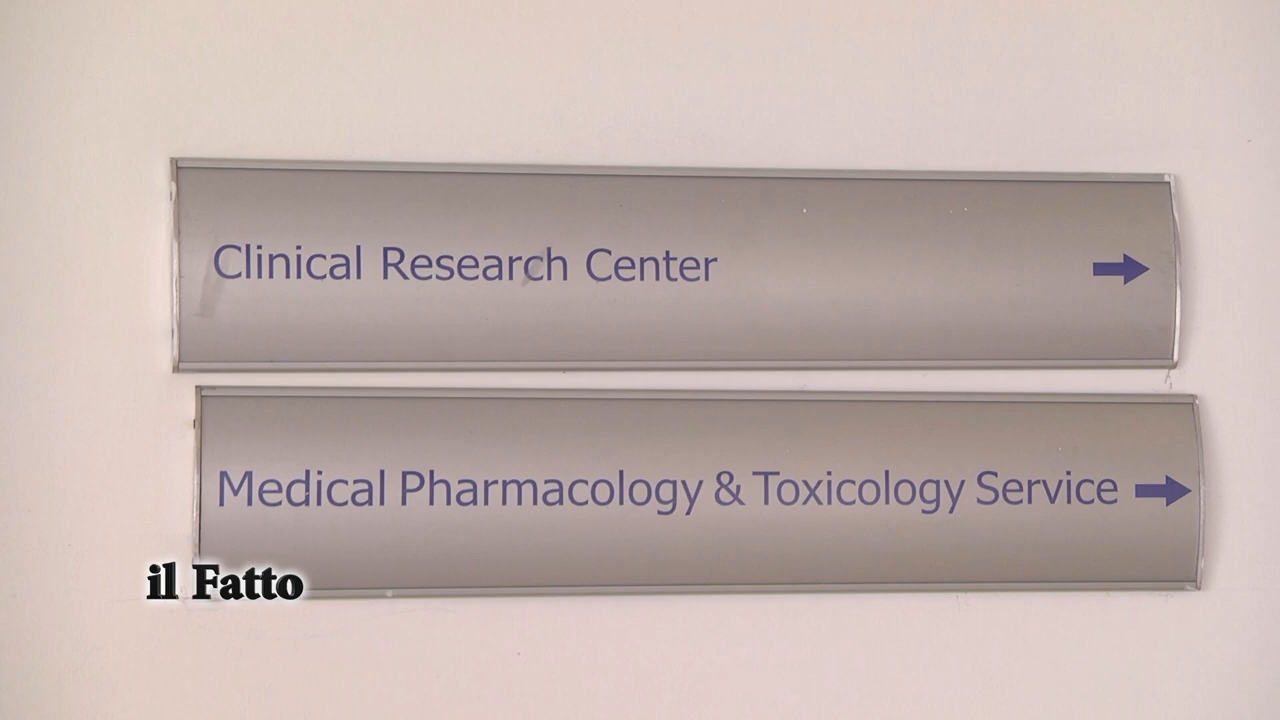 Clinical Research Center
Medical Pharmacology & Toxicology Service
il Fatto